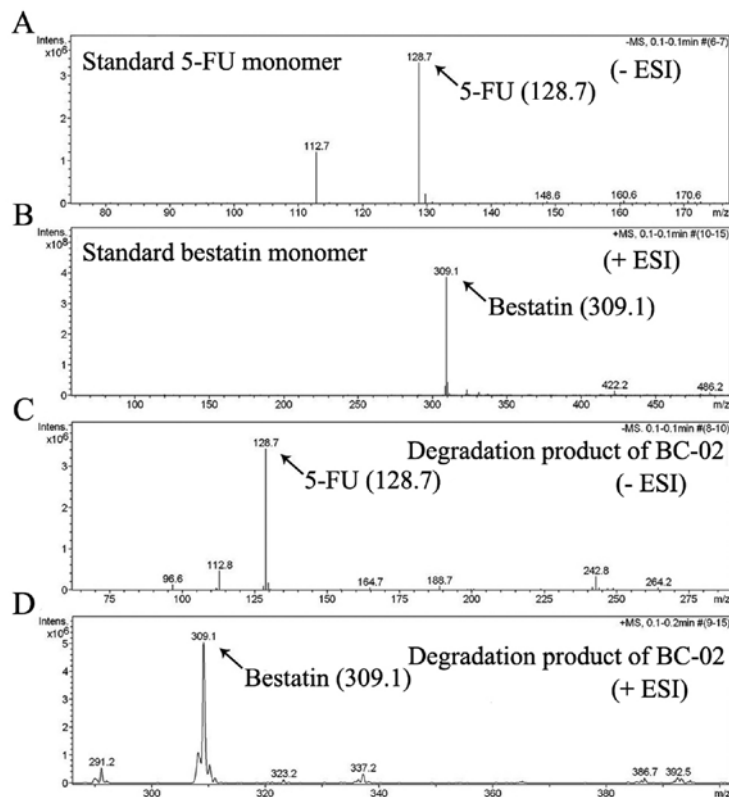 A
Intens.
x10⁶
-MS, 0.1-0.1min #(6-7)
Standard 5-FU monomer
128.7
(- ESI)
3
5-FU (128.7)
2
112.7
1
148.6 160.6 170.6
0
80 90 100 110 120 130 140 150 160 170 m/z
B
Intens.
x10⁸
+MS, 0.1-0.1min #(10-15)
Standard bestatin monomer
(+ ESI)
4
309.1
3
Bestatin (309.1)
2
1
422.2 486.2
0
100 150 200 250 300 350 400 450 m/z
C
Intens.
x10⁶
-MS, 0.1-0.1min #(8-10)
128.7
Degradation product of BC-02
3
5-FU (128.7)
(- ESI)
2
1
96.6 112.8 164.7 188.7 242.8 264.2
0
75 100 125 150 175 200 225 250 275 m/z
D
Intens.
x10⁶
+MS, 0.1-0.2min #(9-15)
5
309.1
Degradation product of BC-02
4
Bestatin (309.1)
(+ ESI)
3
2
1
291.2 323.2 337.2 386.7 392.5
0
300 320 340 360 380 m/z